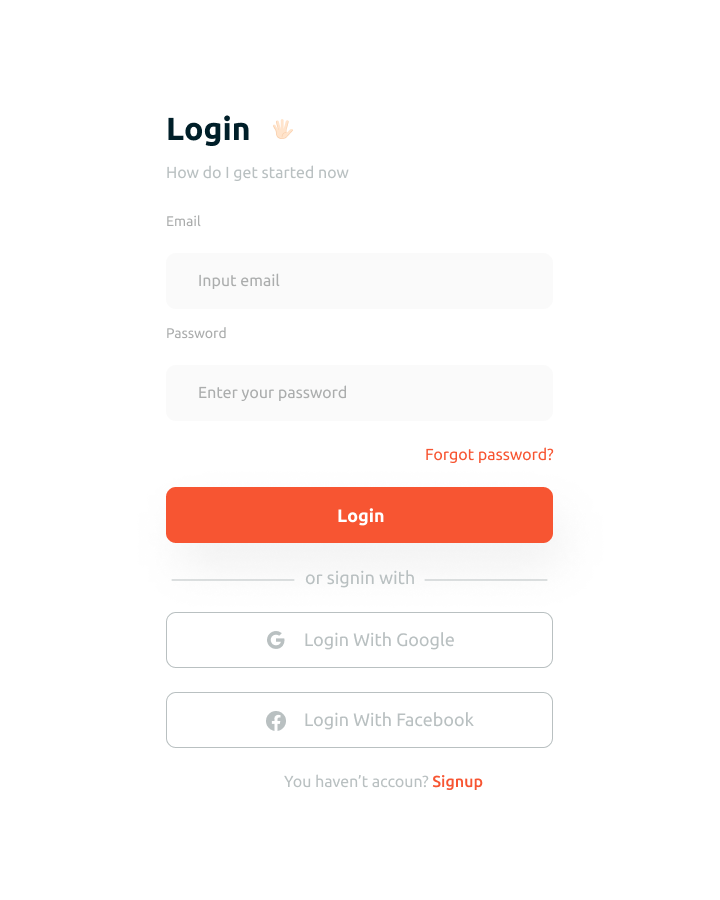 Login
How do I get started now
Email
Input email
Password
Enter your password
Forgot password?
Login
or signin with
Login With Google
Login With Facebook
You haven’t accoun? Signup